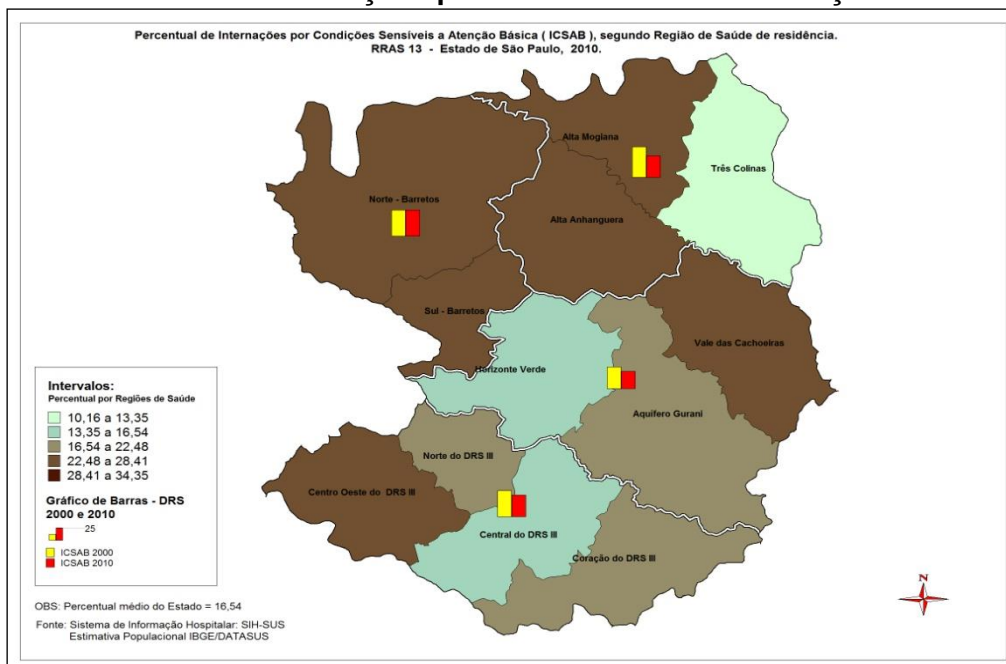 Percentual de Internações por Condições Sensíveis a Atenção Básica ( ICSAB ), segundo Região de Saúde de residência.
RRAS 13 - Estado de São Paulo, 2010.
Alta Mogiana
Três Colinas
Norte - Barretos
Alta Anhanguera
Sul - Barretos
Vale das Cachoeiras
Horizonte Verde
Aquífero Gurani
Norte do DRS III
Centro Oeste do DRS III
Central do DRS III
Coração do DRS III
Intervalos:
Percentual por Regiões de Saúde
10,16 a 13,35
13,35 a 16,54
16,54 a 22,48
22,48 a 28,41
28,41 a 34,35
Gráfico de Barras - DRS
2000 e 2010
25
ICSAB 2000
ICSAB 2010
N
OBS: Percentual médio do Estado = 16,54
Fonte: Sistema de Informação Hospitalar: SIH-SUS
Estimativa Populacional IBGE/DATASUS